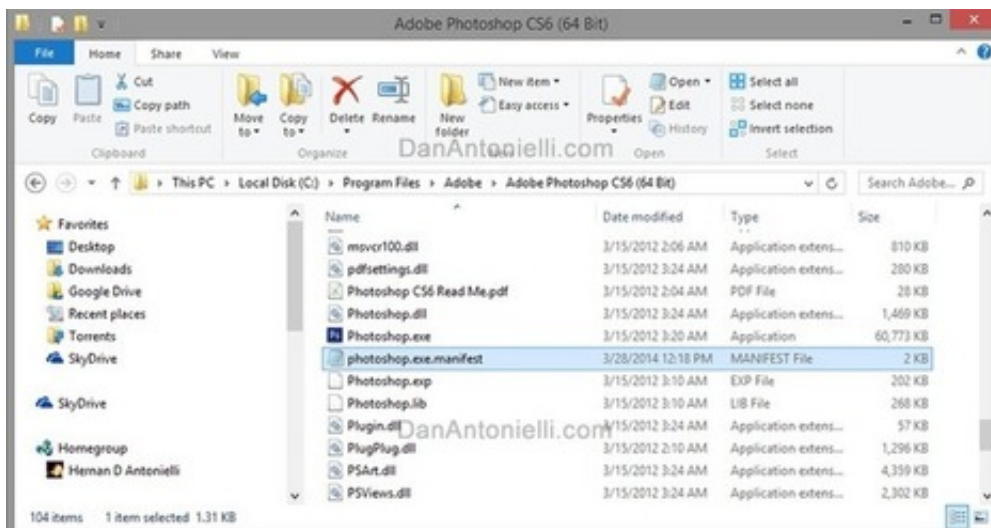 Adobe Photoshop CS6 (64 Bit)
File Home Share View
Copy Paste Cut Copy path Paste shortcut
Move to Copy to Delete Rename New folder
New item Easy access
Properties Open Edit History
Select all Select none Invert selection
Clipboard Organize Open Select
DanAntonielli.com
This PC Local Disk (C:) Program Files Adobe Adobe Photoshop CS6 (64 Bit) Search Adobe...
Favorites
Desktop
Downloads
Google Drive
Recent places
Torrents
SkyDrive
SkyDrive
Homegroup
Hernan D Antonielli
Name Date modified Type Size
msvcr100.dll 3/15/2012 2:06 AM Application extens... 810 KB
pdfsettings.dll 3/15/2012 3:24 AM Application extens... 280 KB
Photoshop CS6 Read Me.pdf 3/15/2012 2:04 AM PDF File 28 KB
Photoshop.dll 3/15/2012 3:24 AM Application extens... 1,469 KB
Photoshop.exe 3/15/2012 3:20 AM Application 60,773 KB
photoshop.exe.manifest 3/28/2014 12:18 PM MANIFEST File 2 KB
Photoshop.exp 3/15/2012 3:10 AM EXP File 202 KB
Photoshop.lib 3/15/2012 3:10 AM LIB File 268 KB
Plugin.dll 3/15/2012 3:24 AM Application extens... 57 KB
DanAntonielli.com
PlugPlug.dll 3/15/2012 2:10 AM Application extens... 1,296 KB
PSArt.dll 3/15/2012 3:24 AM Application extens... 4,359 KB
PSViews.dll 3/15/2012 3:24 AM Application extens... 2,302 KB
104 items 1 item selected 1.31 KB